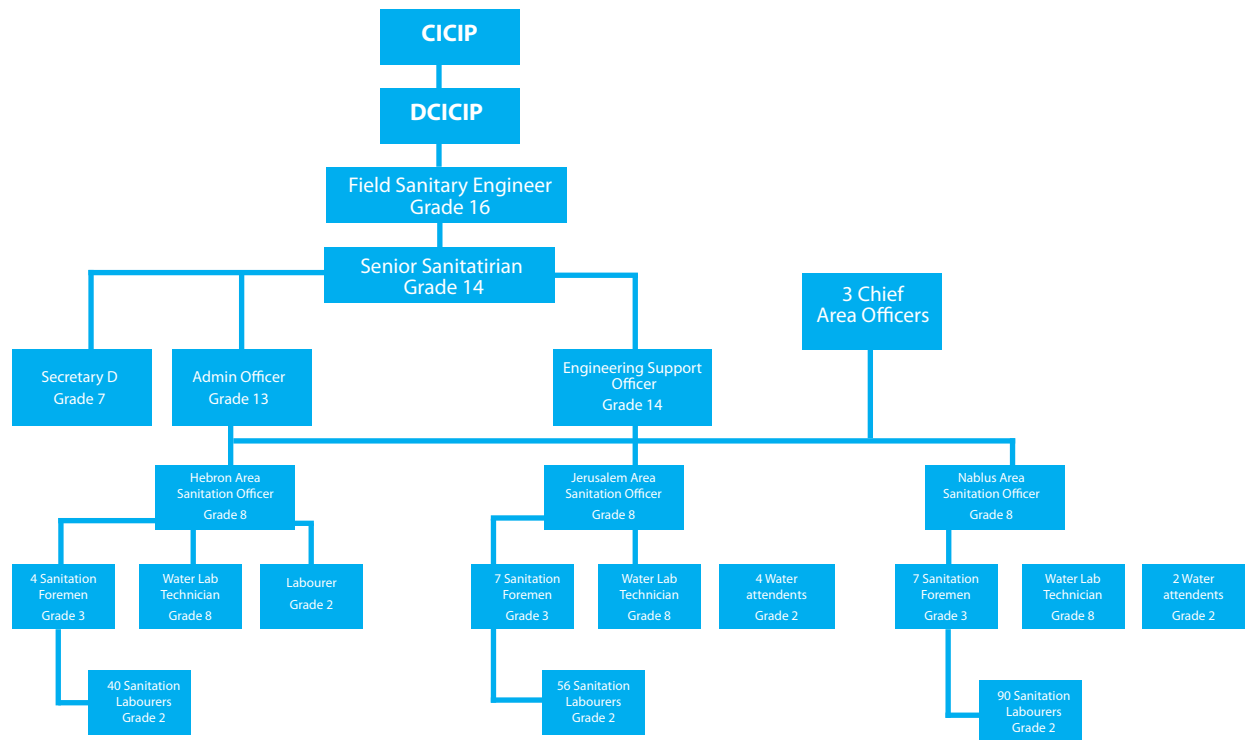 CICIP
DCICIP
Field Sanitary Engineer
Grade 16
Senior Sanitatirian
Grade 14
3 Chief
Area Officers
Secretary D
Grade 7
Admin Officer
Grade 13
Engineering Support
Officer
Grade 14
Hebron Area
Sanitation Officer
Grade 8
Jerusalem Area
Sanitation Officer
Grade 8
Nablus Area
Sanitation Officer
Grade 8
4 Sanitation
Foremen
Grade 3
Water Lab
Technician
Grade 8
Labourer
Grade 2
7 Sanitation
Foremen
Grade 3
Water Lab
Technician
Grade 8
4 Water
attendents
Grade 2
7 Sanitation
Foremen
Grade 3
Water Lab
Technician
Grade 8
2 Water
attendents
Grade 2
40 Sanitation
Labourers
Grade 2
56 Sanitation
Labourers
Grade 2
90 Sanitation
Labourers
Grade 2